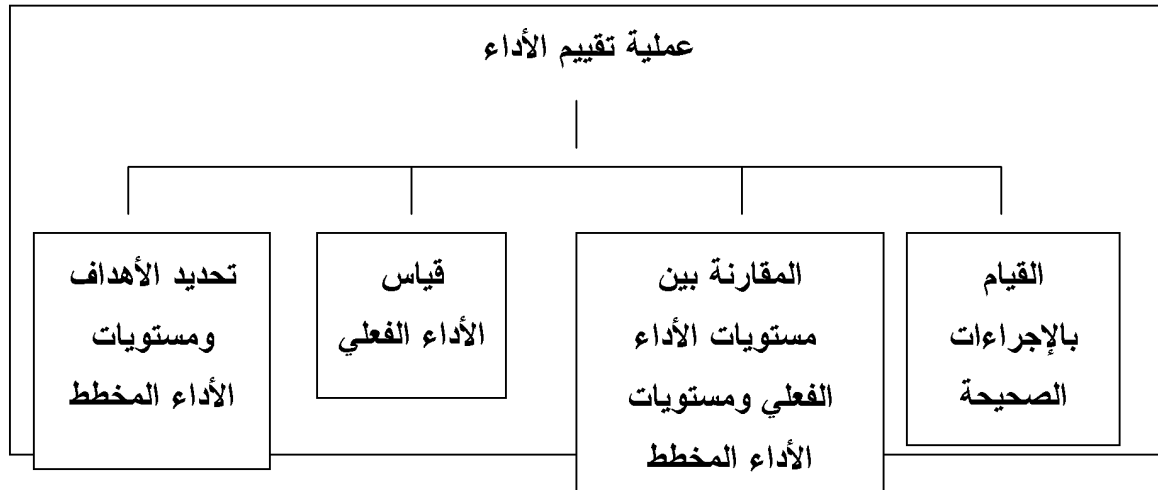 عملية تقييم الأداء
القيام
بالإجراءات
الصحيحة
المقارنة بين
مستويات الأداء
الفعلي ومستويات
الأداء المخطط
قياس
الأداء الفعلي
تحديد الأهداف
ومستويات
الأداء المخطط